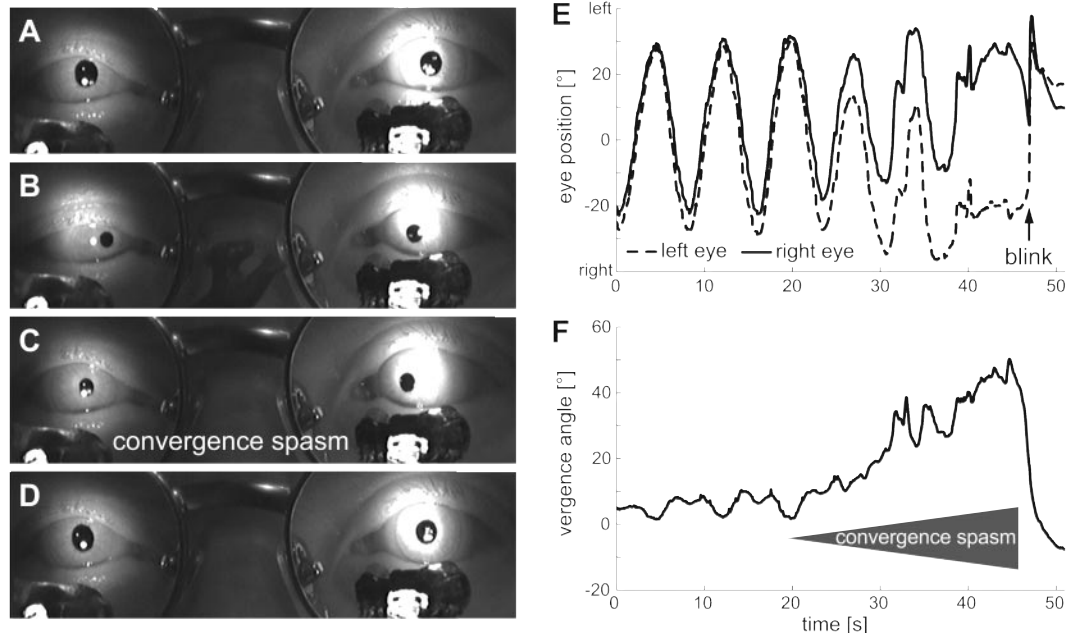 A
B
C
convergence spasm
D
E
left
20
0
-20
right
eye position [°]
left eye
right eye
blink
0
10
20
30
40
50
F
60
40
20
0
-20
vergence angle [°]
convergence spasm
0
10
20
30
40
50
time [s]